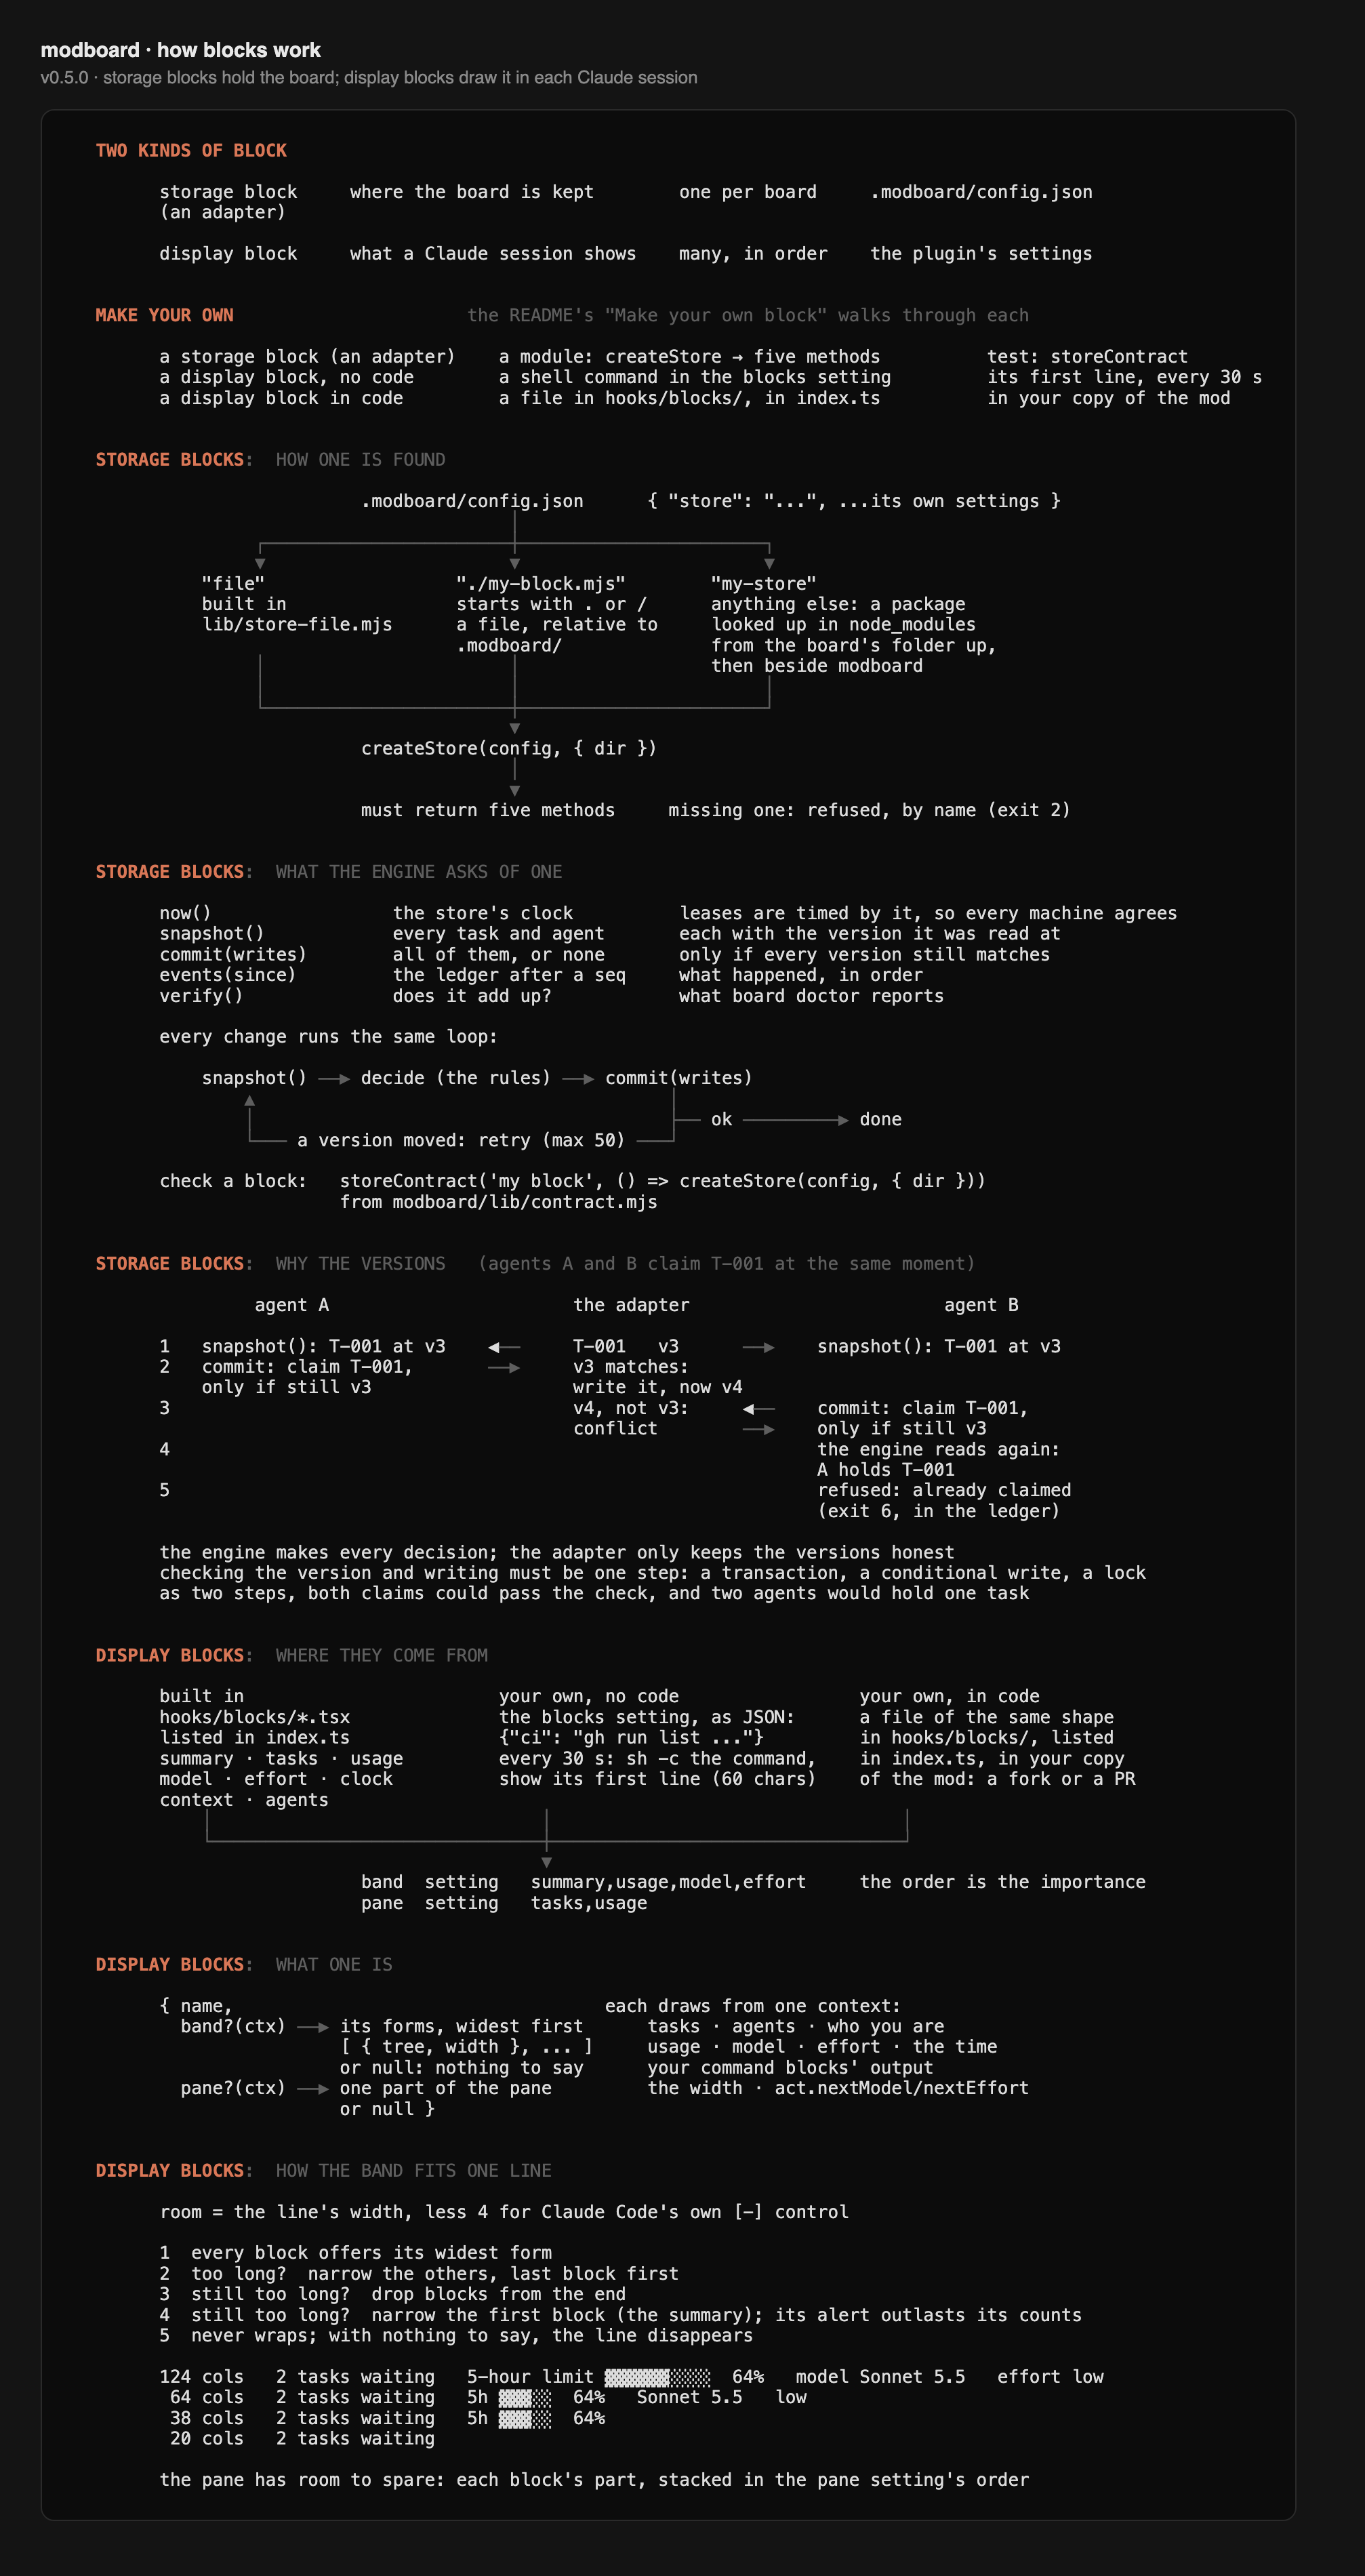 modboard · how blocks work
v0.5.0 · storage blocks hold the board; display blocks draw it in each Claude session
TWO KINDS OF BLOCK
storage block     where the board is kept        one per board     .modboard/config.json
(an adapter)
display block     what a Claude session shows    many, in order    the plugin's settings
MAKE YOUR OWN                      the README's "Make your own block" walks through each
a storage block (an adapter)    a module: createStore → five methods          test: storeContract
a display block, no code        a shell command in the blocks setting         its first line, every 30 s
a display block in code         a file in hooks/blocks/, in index.ts          in your copy of the mod
STORAGE BLOCKS:  HOW ONE IS FOUND
.modboard/config.json      { "store": "...", ...its own settings }
"file"                  "./my-block.mjs"        "my-store"
built in                starts with . or /      anything else: a package
lib/store-file.mjs      a file, relative to     looked up in node_modules
.modboard/              from the board's folder up,
then beside modboard
createStore(config, { dir })
must return five methods     missing one: refused, by name (exit 2)
STORAGE BLOCKS:  WHAT THE ENGINE ASKS OF ONE
now()                 the store's clock          leases are timed by it, so every machine agrees
snapshot()            every task and agent       each with the version it was read at
commit(writes)        all of them, or none       only if every version still matches
events(since)         the ledger after a seq     what happened, in order
verify()              does it add up?            what board doctor reports
every change runs the same loop:
snapshot() ──▶ decide (the rules) ──▶ commit(writes)
ok ─────────▶ done
a version moved: retry (max 50)
check a block:   storeContract('my block', () => createStore(config, { dir }))
from modboard/lib/contract.mjs
STORAGE BLOCKS:  WHY THE VERSIONS   (agents A and B claim T-001 at the same moment)
agent A                       the adapter                        agent B
1   snapshot(): T-001 at v3    ◀──     T-001   v3      ──▶    snapshot(): T-001 at v3
2   commit: claim T-001,       ──▶     v3 matches:
only if still v3                   write it, now v4
3                                      v4, not v3:     ◀──    commit: claim T-001,
conflict        ──▶    only if still v3
4                                                             the engine reads again:
A holds T-001
5                                                             refused: already claimed
(exit 6, in the ledger)
the engine makes every decision; the adapter only keeps the versions honest
checking the version and writing must be one step: a transaction, a conditional write, a lock
as two steps, both claims could pass the check, and two agents would hold one task
DISPLAY BLOCKS:  WHERE THEY COME FROM
built in                        your own, no code                 your own, in code
hooks/blocks/*.tsx              the blocks setting, as JSON:      a file of the same shape
listed in index.ts              {"ci": "gh run list ..."}         in hooks/blocks/, listed
summary · tasks · usage         every 30 s: sh -c the command,    in index.ts, in your copy
model · effort · clock          show its first line (60 chars)    of the mod: a fork or a PR
context · agents
band  setting   summary,usage,model,effort     the order is the importance
pane  setting   tasks,usage
DISPLAY BLOCKS:  WHAT ONE IS
{ name,                                   each draws from one context:
band?(ctx) ──▶ its forms, widest first      tasks · agents · who you are
[ { tree, width }, ... ]     usage · model · effort · the time
or null: nothing to say      your command blocks' output
pane?(ctx) ──▶ one part of the pane         the width · act.nextModel/nextEffort
or null }
DISPLAY BLOCKS:  HOW THE BAND FITS ONE LINE
room = the line's width, less 4 for Claude Code's own [-] control
1  every block offers its widest form
2  too long?  narrow the others, last block first
3  still too long?  drop blocks from the end
4  still too long?  narrow the first block (the summary); its alert outlasts its counts
5  never wraps; with nothing to say, the line disappears
124 cols   2 tasks waiting   5-hour limit ▓▓▓▓▓▓░░░░  64%   model Sonnet 5.5   effort low
64 cols   2 tasks waiting   5h ▓▓▓░░  64%   Sonnet 5.5   low
38 cols   2 tasks waiting   5h ▓▓▓░░  64%
20 cols   2 tasks waiting
the pane has room to spare: each block's part, stacked in the pane setting's order